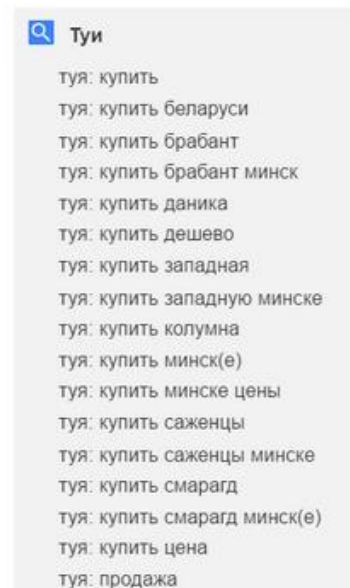 Туи
туя: купить
туя: купить беларуси
туя: купить брабант
туя: купить брабант минск
туя: купить даника
туя: купить дешево
туя: купить западная
туя: купить западную минске
туя: купить колумна
туя: купить минск(е)
туя: купить минске цены
туя: купить саженцы
туя: купить саженцы минске
туя: купить смарагд
туя: купить смарагд минск(е)
туя: купить цена
туя: продажа